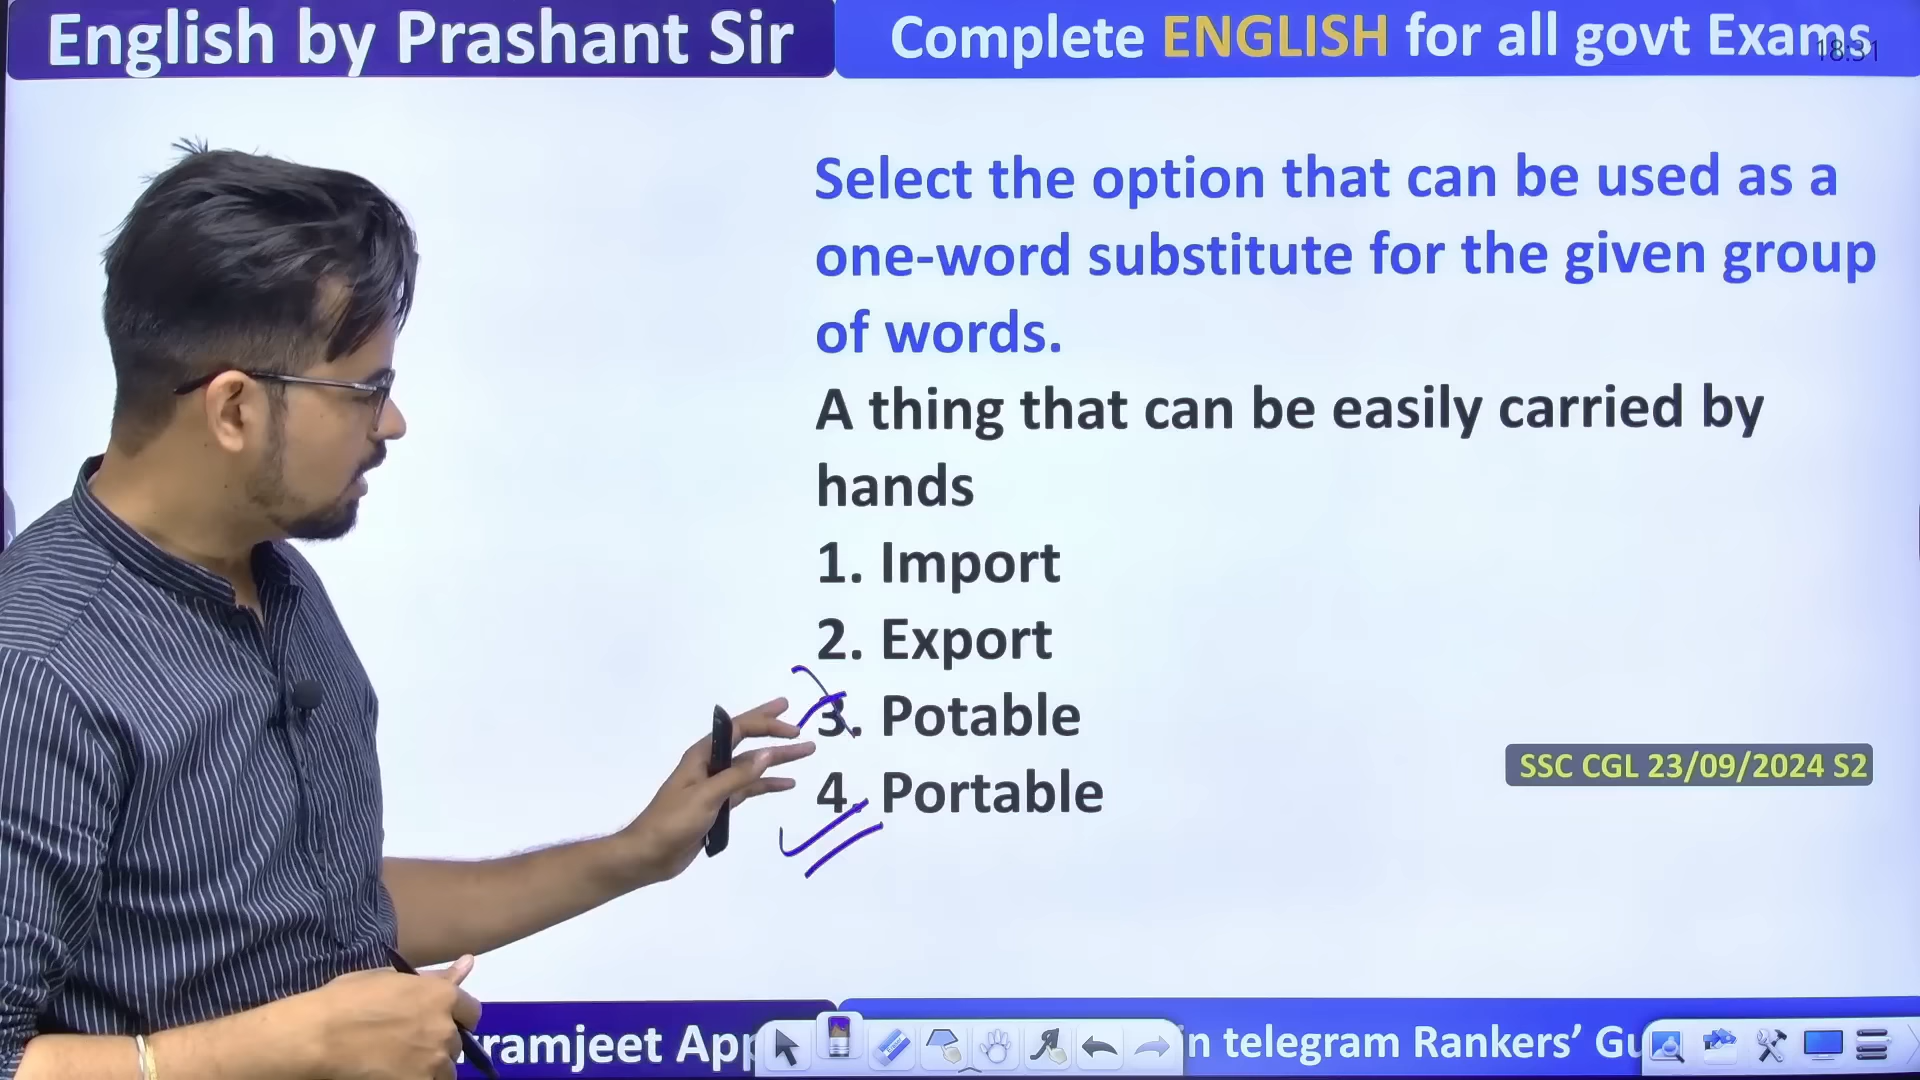 English by Prashant Sir
Complete ENGLISH for all govt Exams
18:31
Select the option that can be used as a
one-word substitute for the given group
of words.
A thing that can be easily carried by
hands
1. Import
2. Export
3. Potable
4. Portable
SSC CGL 23/09/2024 S2
ramjeet App
in telegram Rankers’ Gu